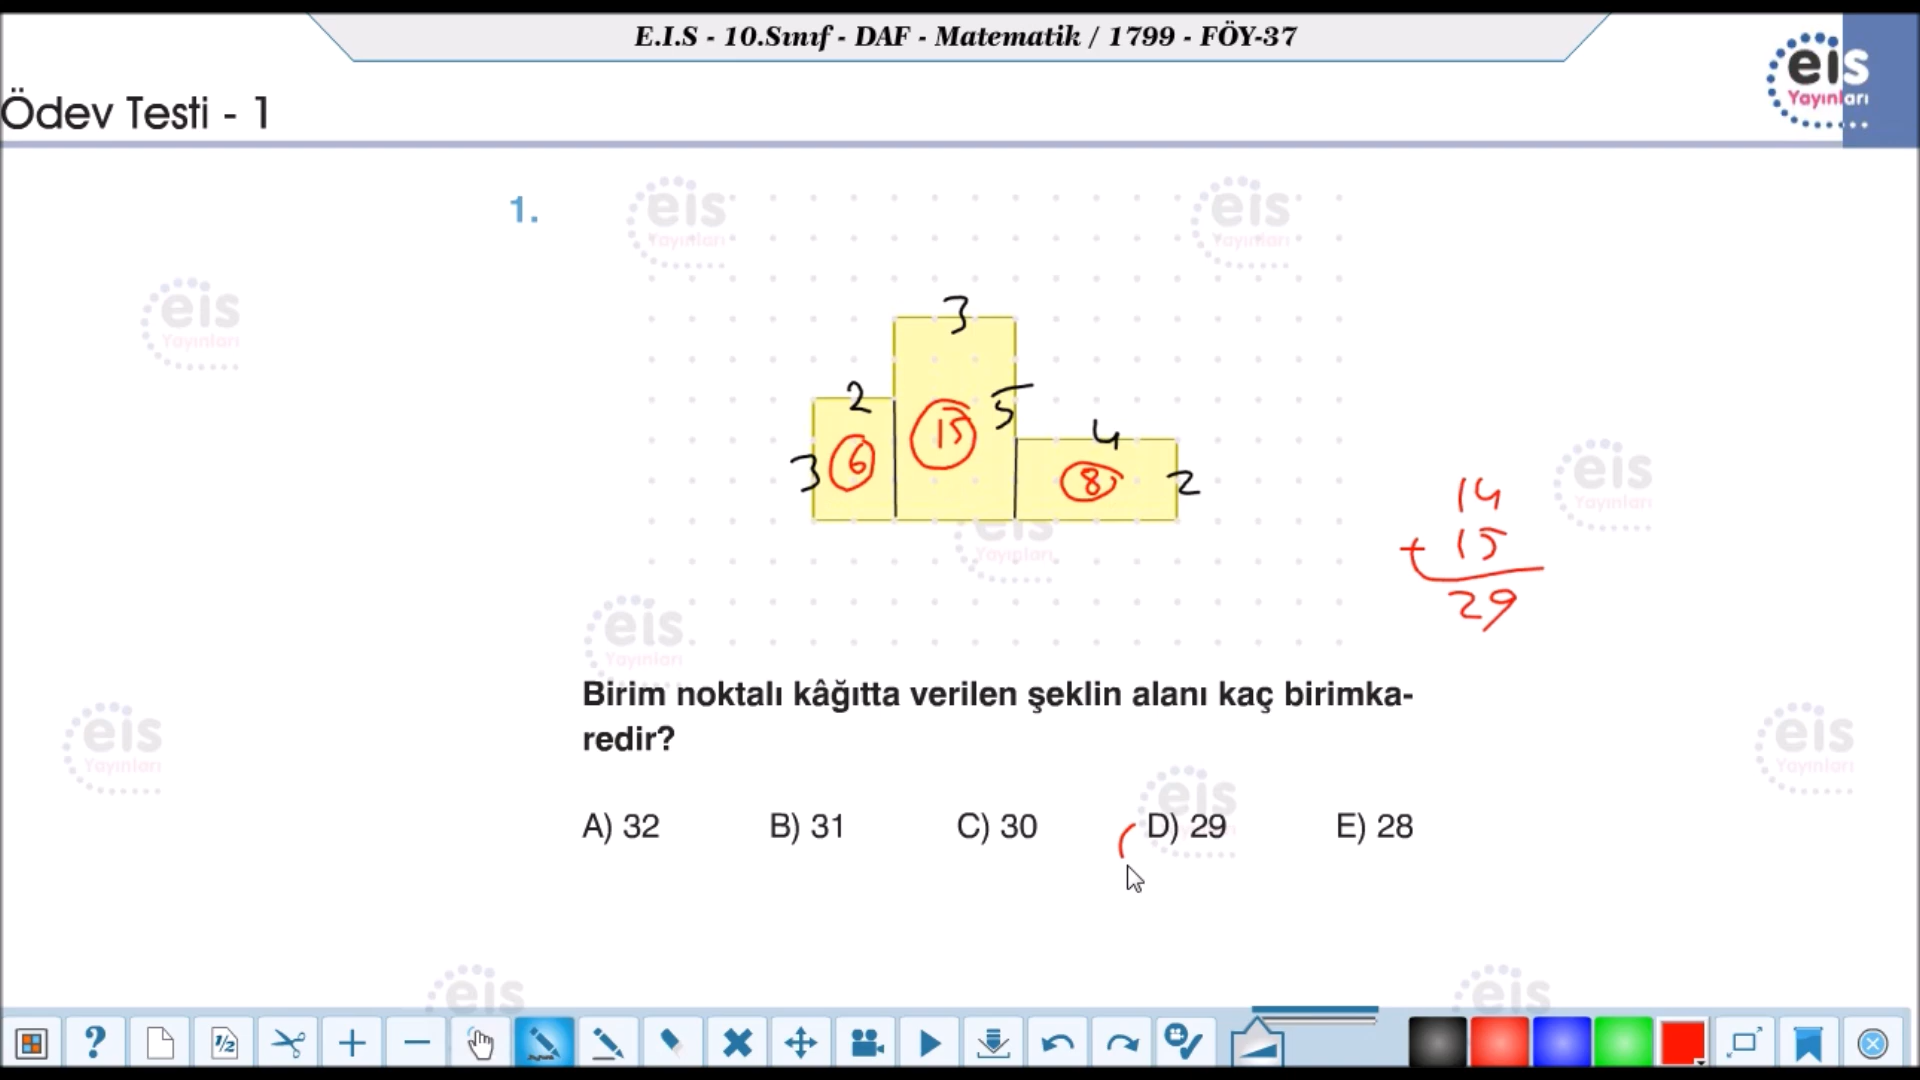 E.I.S - 10.Sınıf - DAF - Matematik / 1799 - FÖY-37
eis
Yayınları
Ödev Testi - 1
1.
3
2
5
4
3
6
15
8
2
14
+ 15
29
Birim noktalı kâğıtta verilen şeklin alanı kaç birimka-
redir?
A) 32 B) 31 C) 30 D) 29 E) 28
? 1/2